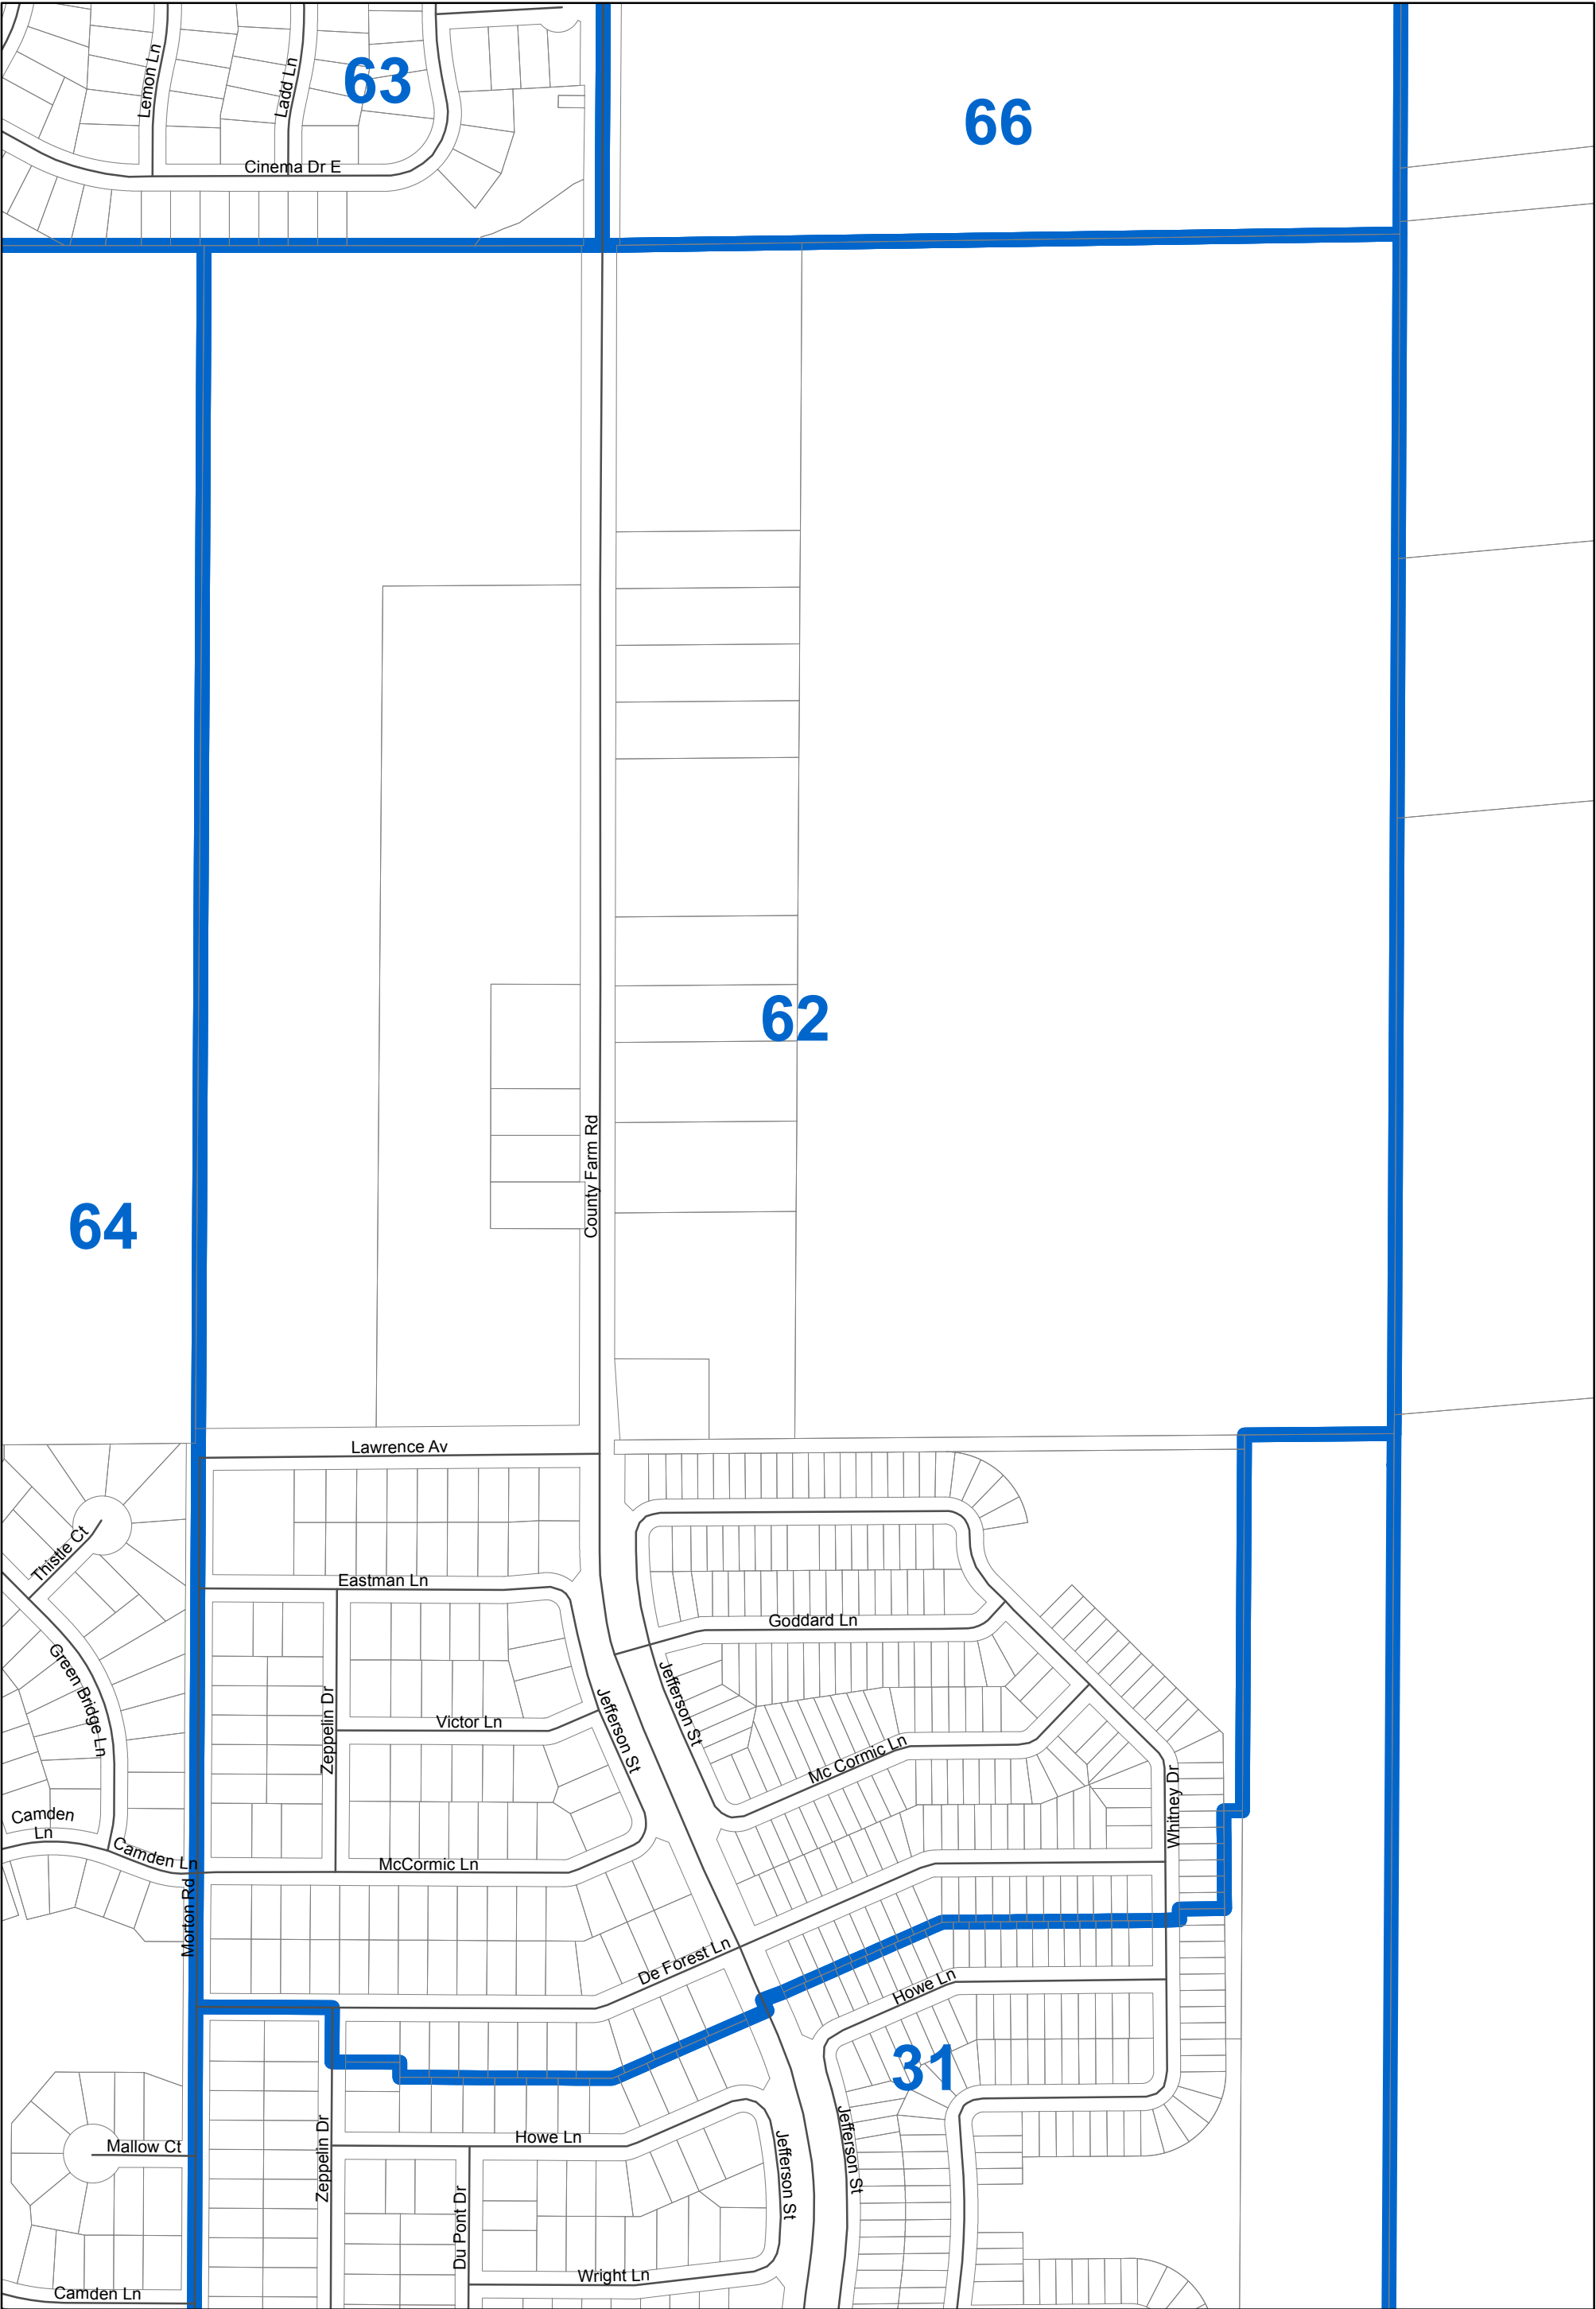 Lemon Ln
Ladd Ln
63
66
Cinema Dr E
62
County Farm Rd
64
Lawrence Av
Thistle Ct
Eastman Ln
Goddard Ln
Green Bridge Ln
Zeppelin Dr
Victor Ln
Jefferson St
Jefferson St
Mc Cormic Ln
Whitney Dr
Camden
Ln
Camden Ln
McCormic Ln
Morton Rd
De Forest Ln
Howe Ln
31
Mallow Ct
Zeppelin Dr
Howe Ln
Jefferson St
Jefferson St
Du Pont Dr
Wright Ln
Camden Ln